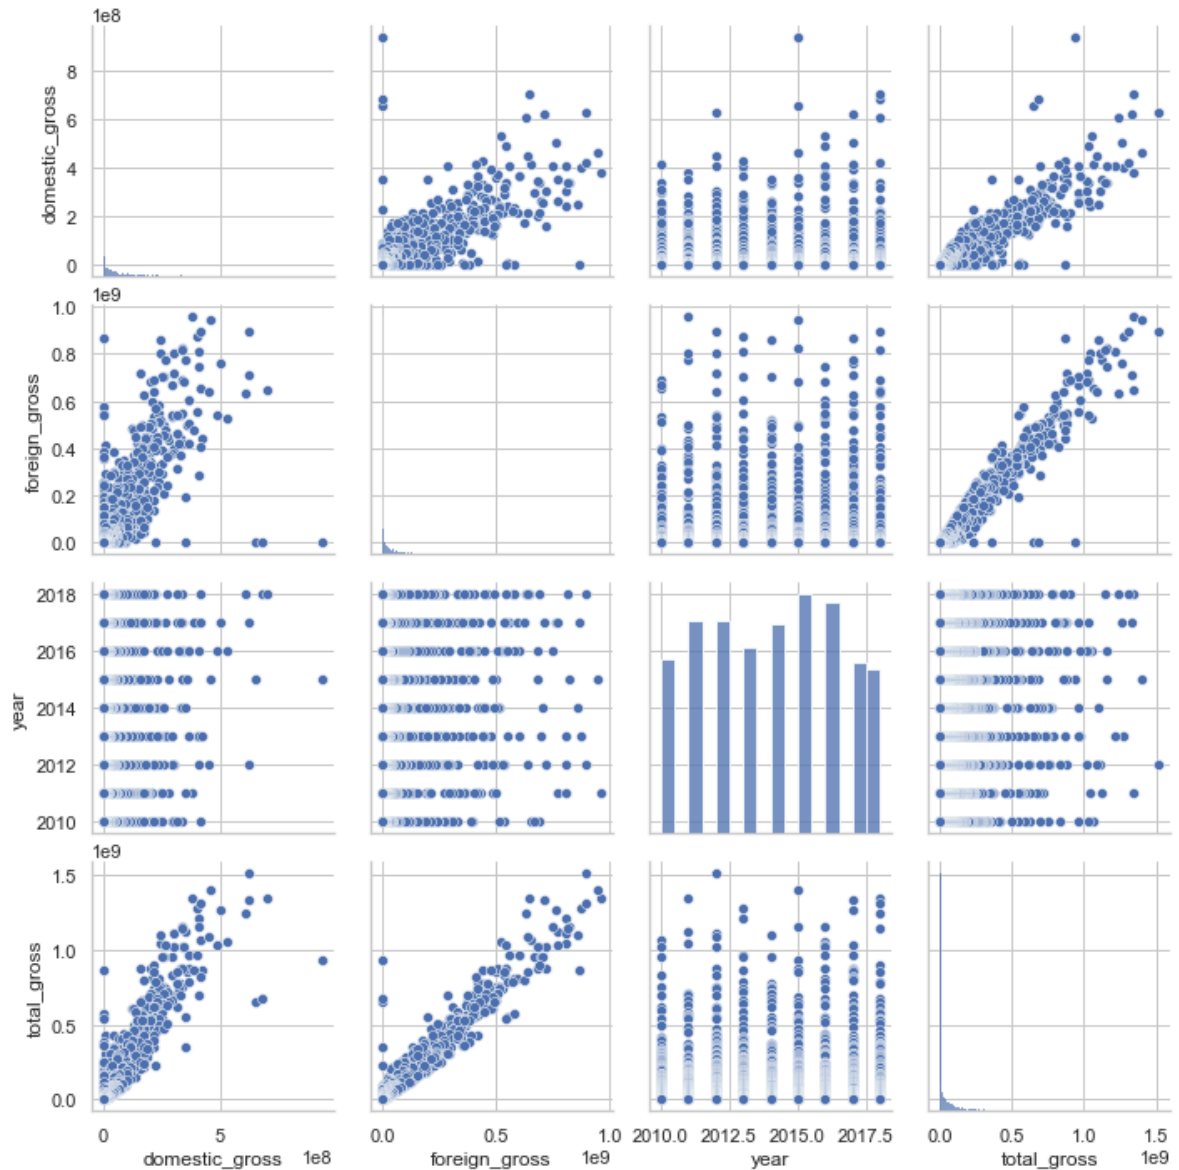 1e8
8
6
4
2
0
domestic_gross
1e9
1.0
0.8
0.6
0.4
0.2
0.0
foreign_gross
2018
2016
2014
2012
2010
year
1e9
1.5
1.0
0.5
0.0
total_gross
0 5 0.0 0.5 1.0 2010.0 2012.5 2015.0 2017.5 0.0 0.5 1.0 1.5
domestic_gross 1e8 foreign_gross 1e9 year total_gross 1e9